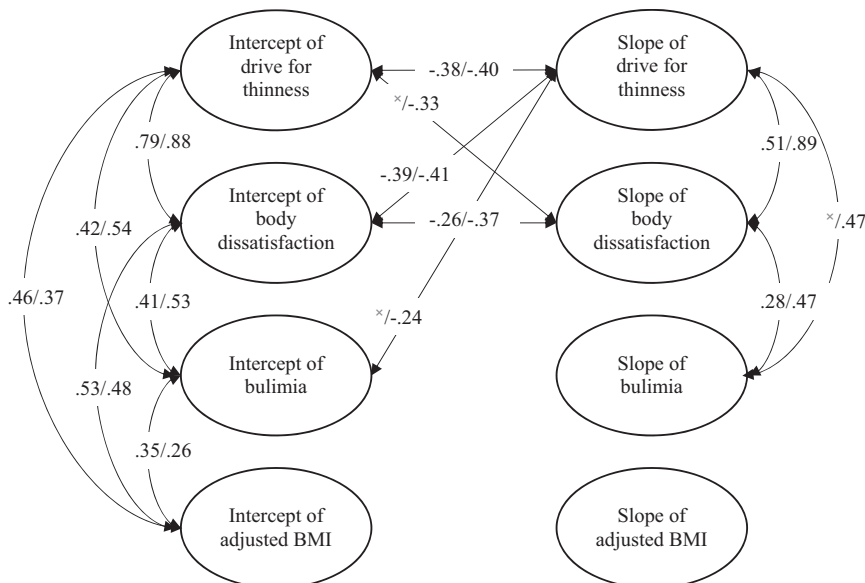 Intercept of
drive for
thinness
-.38/-.40
Slope of
drive for
thinness
×/-.33
.79/.88
.51/.89
-.39/-.41
Intercept of
body
dissatisfaction
-.26/-.37
Slope of
body
dissatisfaction
.42/.54
×/.47
.46/.37
.41/.53
.28/.47
×/-.24
Intercept of
bulimia
Slope of
bulimia
.53/.48
.35/.26
Intercept of
adjusted BMI
Slope of
adjusted BMI